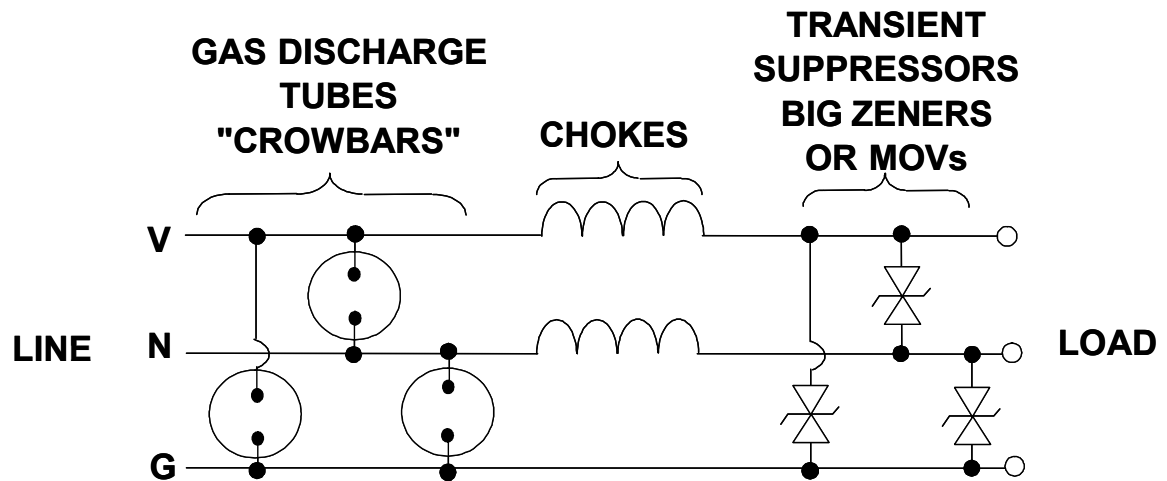 GAS DISCHARGE
TUBES
"CROWBARS"
CHOKES
TRANSIENT
SUPPRESSORS
BIG ZENERS
OR MOVs
V
N
G
LINE
LOAD